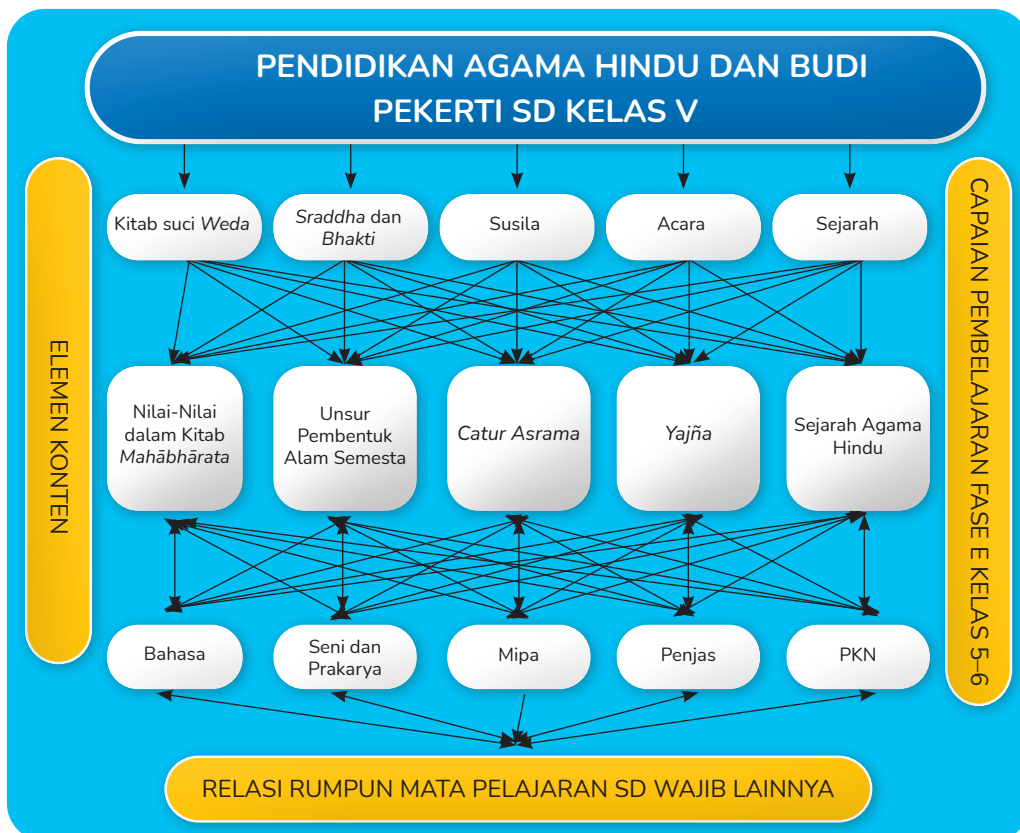 PENDIDIKAN AGAMA HINDU DAN BUDI
PEKERTI SD KELAS V
ELEMEN KONTEN
Kitab suci Weda
Sraddha dan
Bhakti
Susila
Acara
Sejarah
Nilai-Nilai
dalam Kitab
Mahābhārata
Unsur
Pembentuk
Alam Semesta
Catur Asrama
Yajña
Sejarah Agama
Hindu
Bahasa
Seni dan
Prakarya
Mipa
Penjas
PKN
CAPAIAN PEMBELAJARAN FASE E KELAS 5–6
RELASI RUMPUN MATA PELAJARAN SD WAJIB LAINNYA